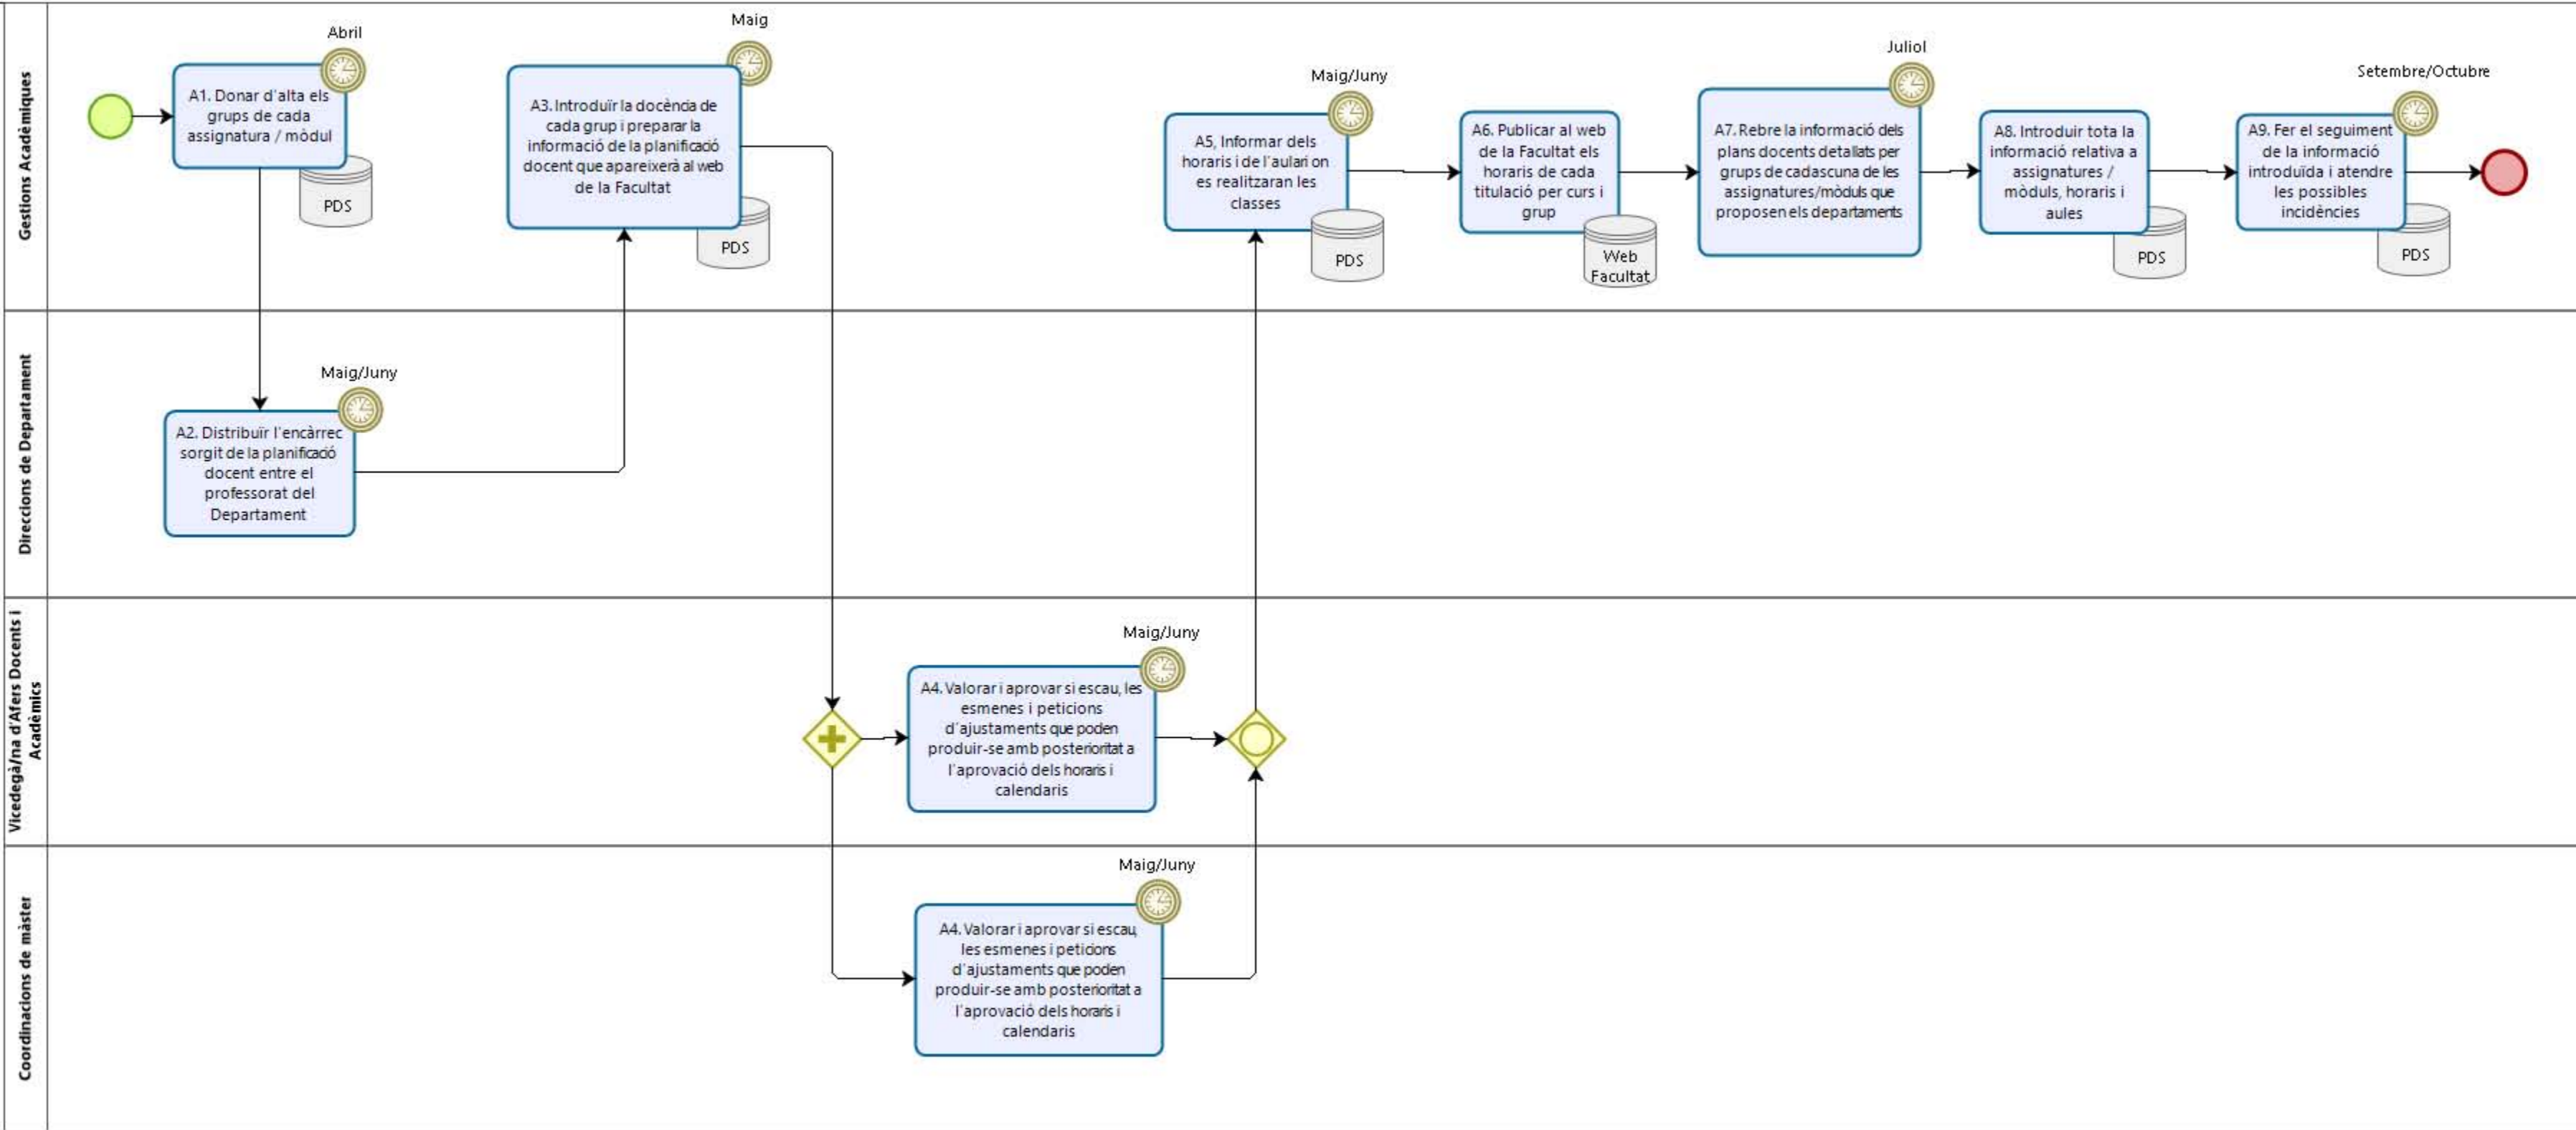 Gestions Acadèmiques
Abril
A1. Donar d'alta els
grups de cada
assignatura / mòdul
PDS
Maig
A3. Introduïr la docència de
cada grup i preparar la
informació de la planificació
docent que apareixerà al web
de la Facultat
PDS
Maig/Juny
A5, Informar dels
horaris i de l'aulari on
es realitzaran les
classes
PDS
A6. Publicar al web
de la Facultat els
horaris de cada
titulació per curs i
grup
Web
Facultat
Juliol
A7. Rebre la informació dels
plans docents detallats per
grups de cadascuna de les
assignatures/mòduls que
proposen els departaments
A8. Introduir tota la
informació relativa a
assignatures /
mòduls, horaris i
aules
PDS
Setembre/Octubre
A9. Fer el seguiment
de la informació
introduïda i atendre
les possibles
incidències
PDS
Direccions de Departament
Maig/Juny
A2. Distribuïr l'encàrrec
sorgit de la planificació
docent entre el
professorat del
Departament
Vicedegà/na d'Afers Docents i
Acadèmics
Maig/Juny
A4. Valorar i aprovar si escau, les
esmenes i peticions
d'ajustaments que poden
produir-se amb posterioritat a
l'aprovació dels horaris i
calendaris
Coordinacions de màster
Maig/Juny
A4. Valorar i aprovar si escau,
les esmenes i peticions
d'ajustaments que poden
produir-se amb posterioritat a
l'aprovació dels horaris i
calendaris